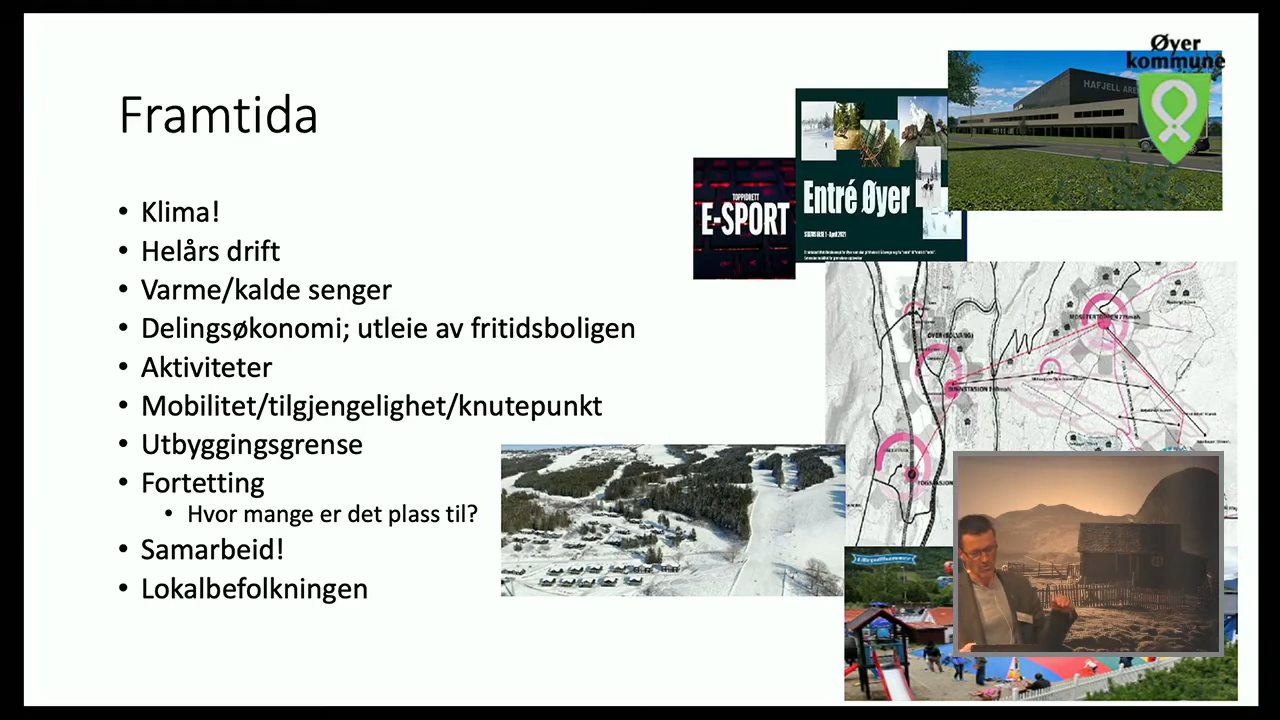 Framtida
• Klima!
• Helårs drift
• Varme/kalde senger
• Delingsøkonomi; utleie av fritidsboligen
• Aktiviteter
• Mobilitet/tilgjengelighet/knutepunkt
• Utbyggingsgrense
• Fortetting
• Hvor mange er det plass til?
• Samarbeid!
• Lokalbefolkningen
Øyer
kommune
HAFJELL ARE
TOPPIDRETT
E-SPORT
Entré Øyer